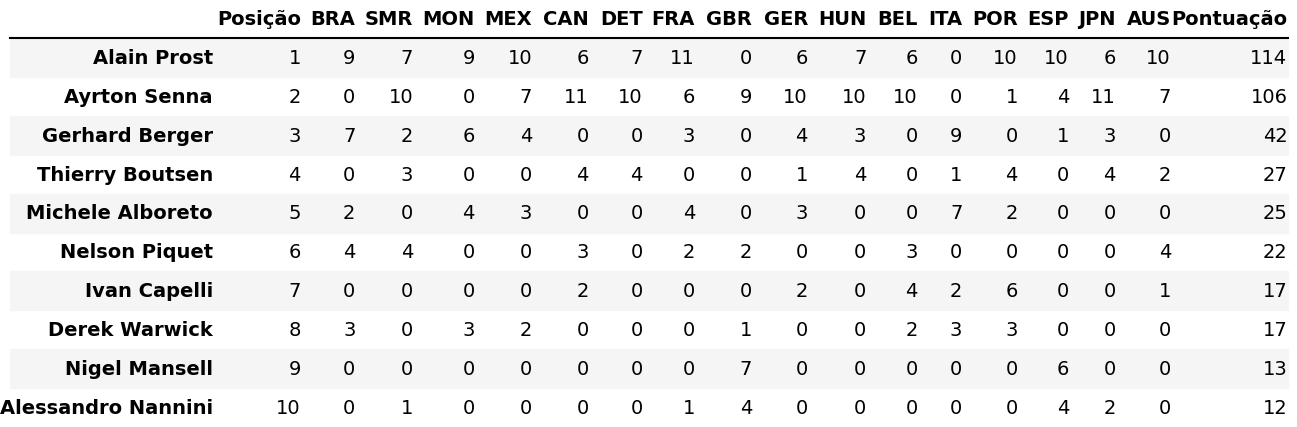 Posição BRA SMR MON MEX CAN DET FRA GBR GER HUN BEL ITA POR ESP JPN AUS Pontuação
Alain Prost 1 9 7 9 10 6 7 11 0 6 7 6 0 10 10 6 10 114
Ayrton Senna 2 0 10 0 7 11 10 6 9 10 10 10 0 1 4 11 7 106
Gerhard Berger 3 7 2 6 4 0 0 3 0 4 3 0 9 0 1 3 0 42
Thierry Boutsen 4 0 3 0 0 4 4 0 0 1 4 0 1 4 0 4 2 27
Michele Alboreto 5 2 0 4 3 0 0 4 0 3 0 0 7 2 0 0 0 25
Nelson Piquet 6 4 4 0 0 3 0 2 2 0 0 3 0 0 0 0 4 22
Ivan Capelli 7 0 0 0 0 2 0 0 0 2 0 4 2 6 0 0 1 17
Derek Warwick 8 3 0 3 2 0 0 0 1 0 0 2 3 3 0 0 0 17
Nigel Mansell 9 0 0 0 0 0 0 0 7 0 0 0 0 0 6 0 0 13
Alessandro Nannini 10 0 1 0 0 0 0 1 4 0 0 0 0 0 4 2 0 12